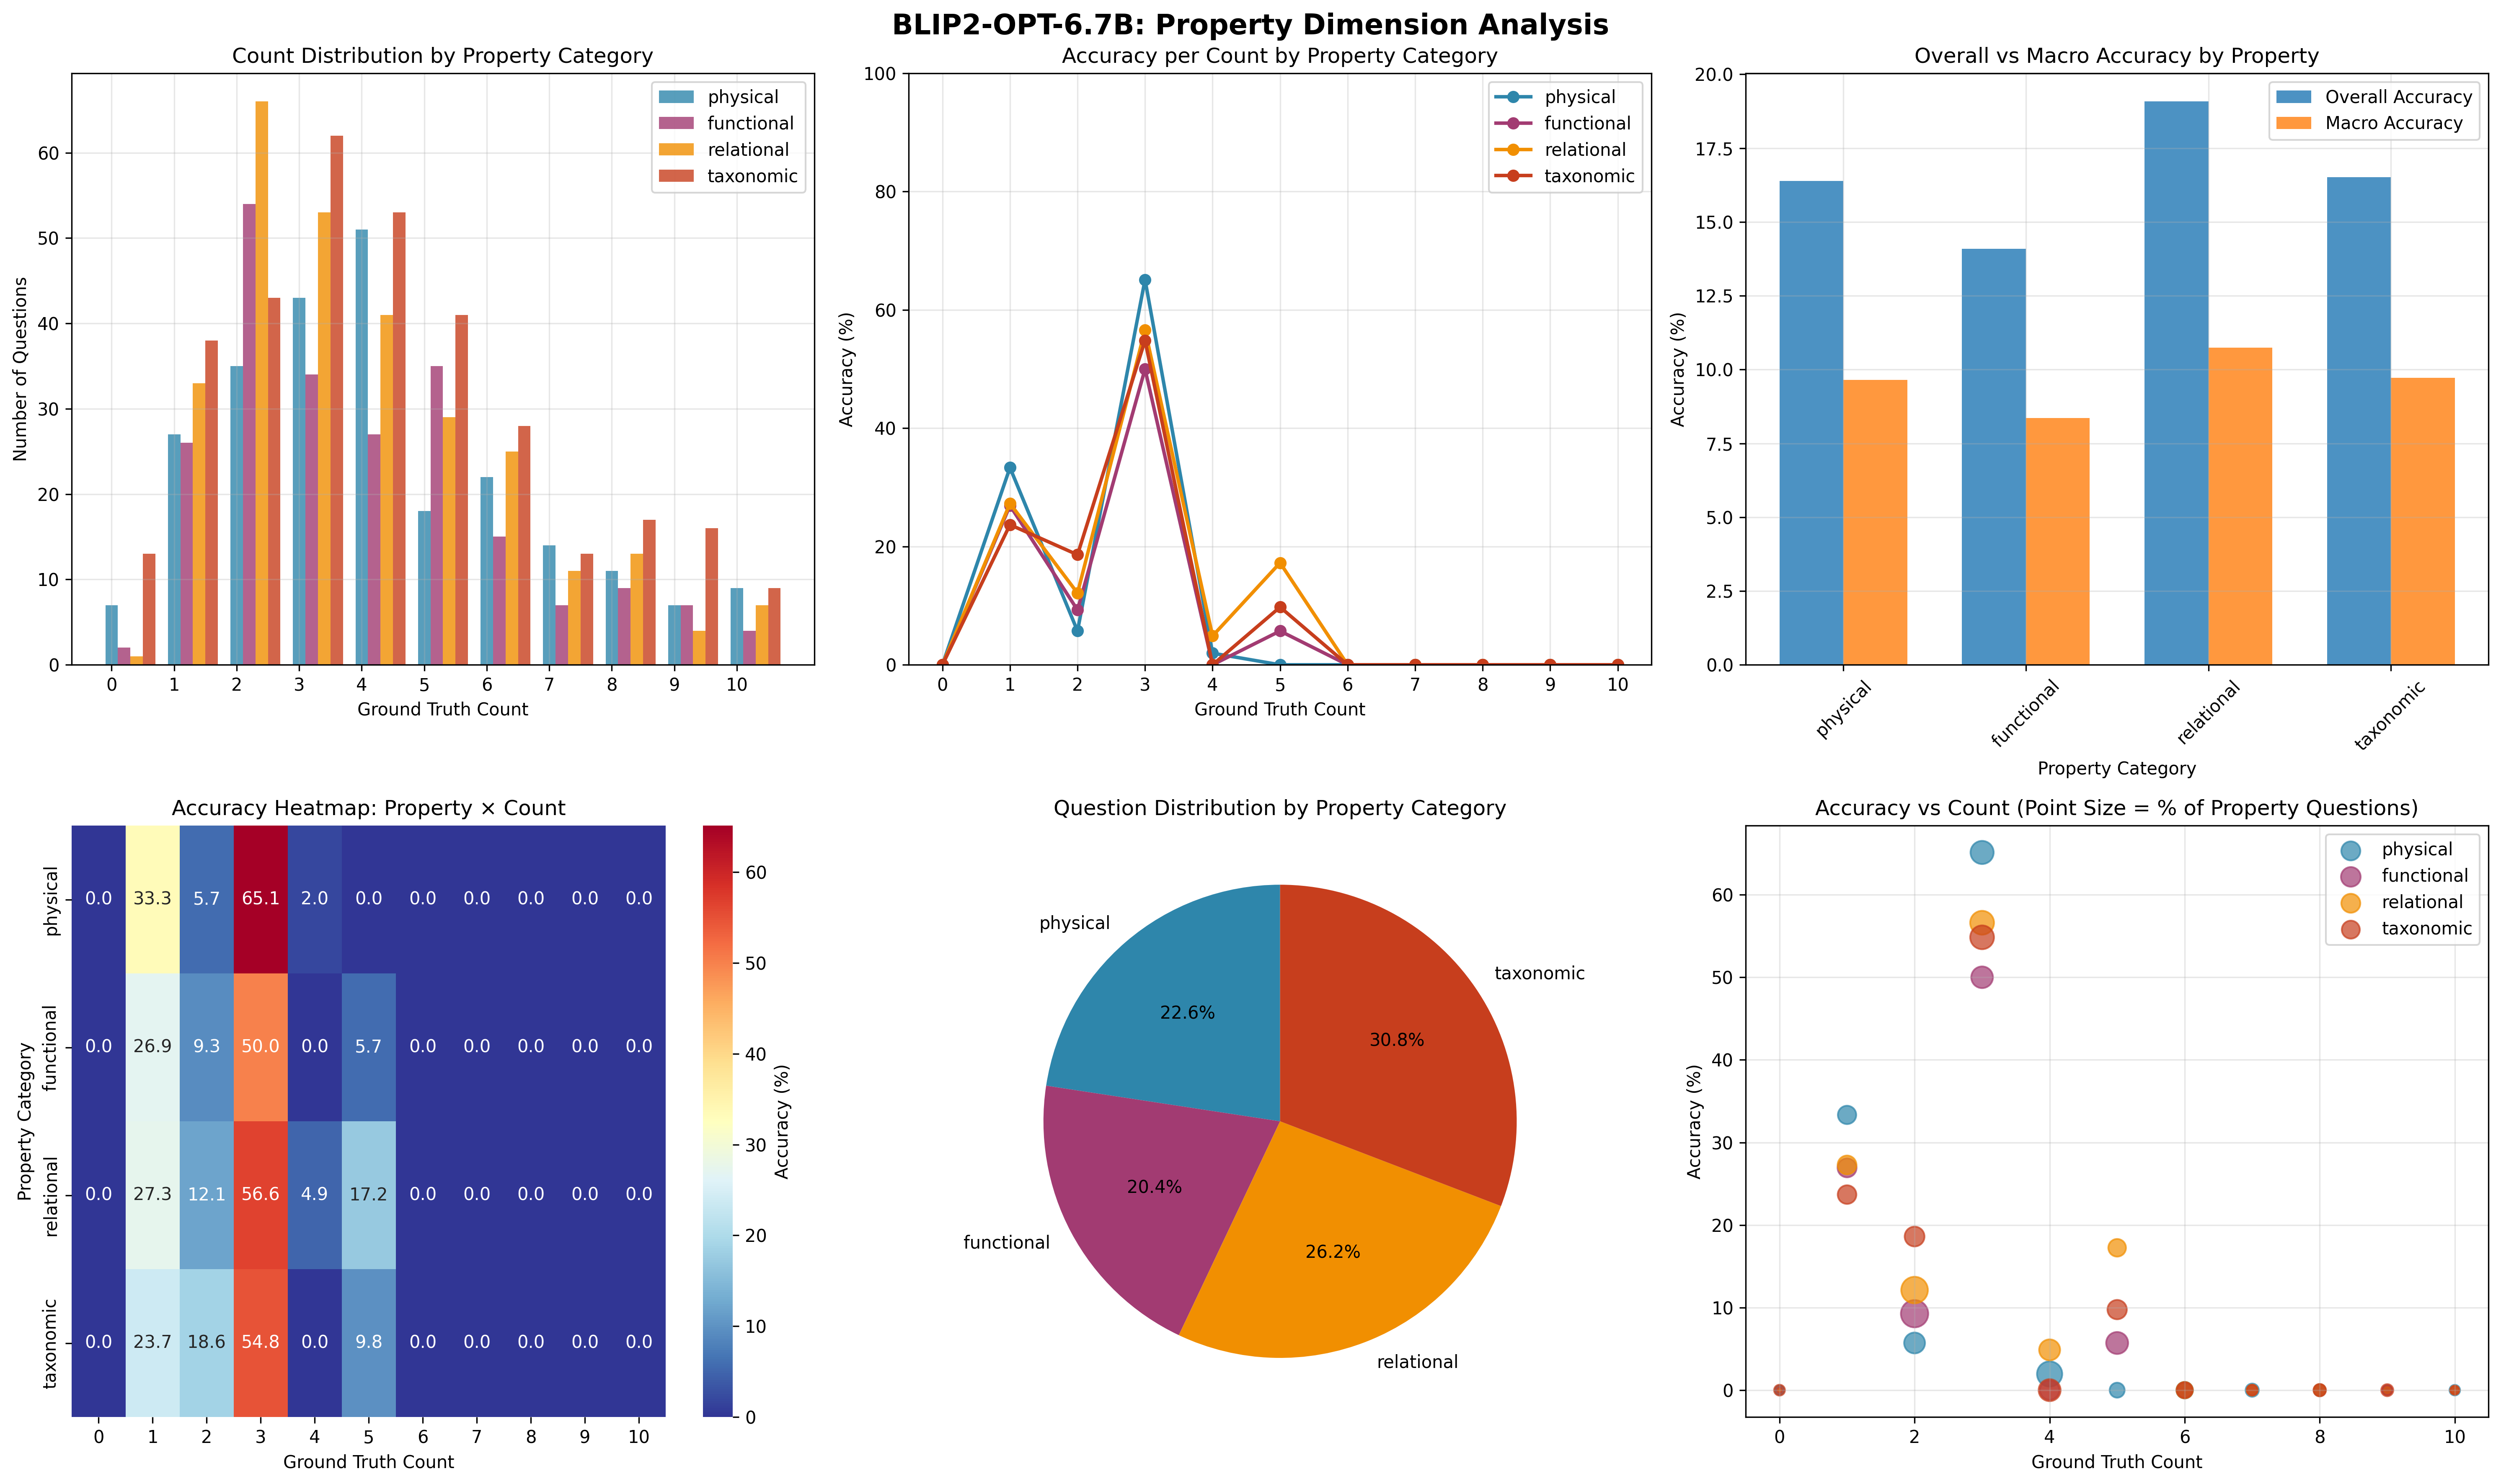 BLIP2-OPT-6.7B: Property Dimension Analysis
Count Distribution by Property Category
Number of Questions
60
50
40
30
20
10
0
physical
functional
relational
taxonomic
0 1 2 3 4 5 6 7 8 9 10
Ground Truth Count
Accuracy per Count by Property Category
Accuracy (%)
100
80
60
40
20
0
physical
functional
relational
taxonomic
0 1 2 3 4 5 6 7 8 9 10
Ground Truth Count
Overall vs Macro Accuracy by Property
Accuracy (%)
20.0
17.5
15.0
12.5
10.0
7.5
5.0
2.5
0.0
Overall Accuracy
Macro Accuracy
physical functional relational taxonomic
Property Category
Accuracy Heatmap: Property × Count
Property Category
physical
0.0 33.3 5.7 65.1 2.0 0.0 0.0 0.0 0.0 0.0 0.0
functional
0.0 26.9 9.3 50.0 0.0 5.7 0.0 0.0 0.0 0.0 0.0
relational
0.0 27.3 12.1 56.6 4.9 17.2 0.0 0.0 0.0 0.0 0.0
taxonomic
0.0 23.7 18.6 54.8 0.0 9.8 0.0 0.0 0.0 0.0 0.0
0 1 2 3 4 5 6 7 8 9 10
Ground Truth Count
60
50
40
30
20
10
0
Accuracy (%)
Question Distribution by Property Category
physical
22.6%
taxonomic
30.8%
functional
20.4%
relational
26.2%
Accuracy vs Count (Point Size = % of Property Questions)
Accuracy (%)
60
50
40
30
20
10
0
physical
functional
relational
taxonomic
0 2 4 6 8 10
Ground Truth Count